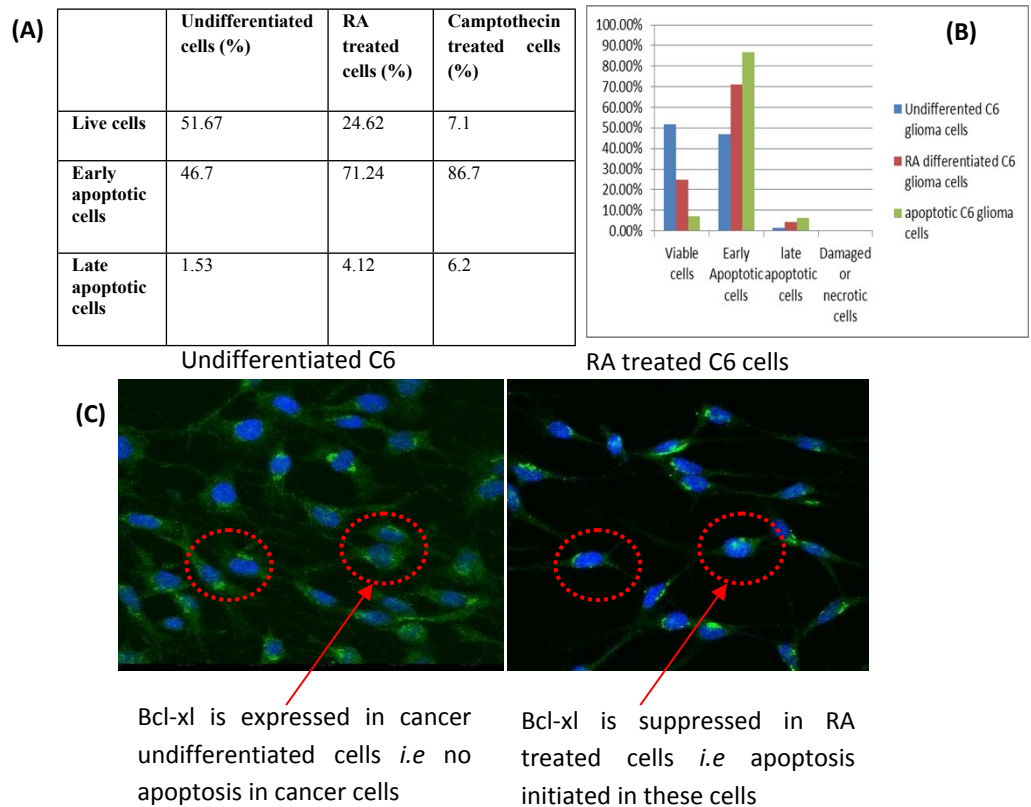 (A)
Undifferentiated cells (%)
RA treated cells (%)
Camptothecin treated cells (%)
Live cells
51.67
24.62
7.1
Early apoptotic cells
46.7
71.24
86.7
Late apoptotic cells
1.53
4.12
6.2
(B)
100.00%
90.00%
80.00%
70.00%
60.00%
50.00%
40.00%
30.00%
20.00%
10.00%
0.00%
Viable cells
Early Apoptotic cells
late apoptotic cells
Damaged or necrotic cells
Undifferented C6 glioma cells
RA differentiated C6 glioma cells
apoptotic C6 glioma cells
Undifferentiated C6
RA treated C6 cells
(C)
Bcl-xl is expressed in cancer
undifferentiated cells i.e no
apoptosis in cancer cells
Bcl-xl is suppressed in RA
treated cells i.e apoptosis
initiated in these cells